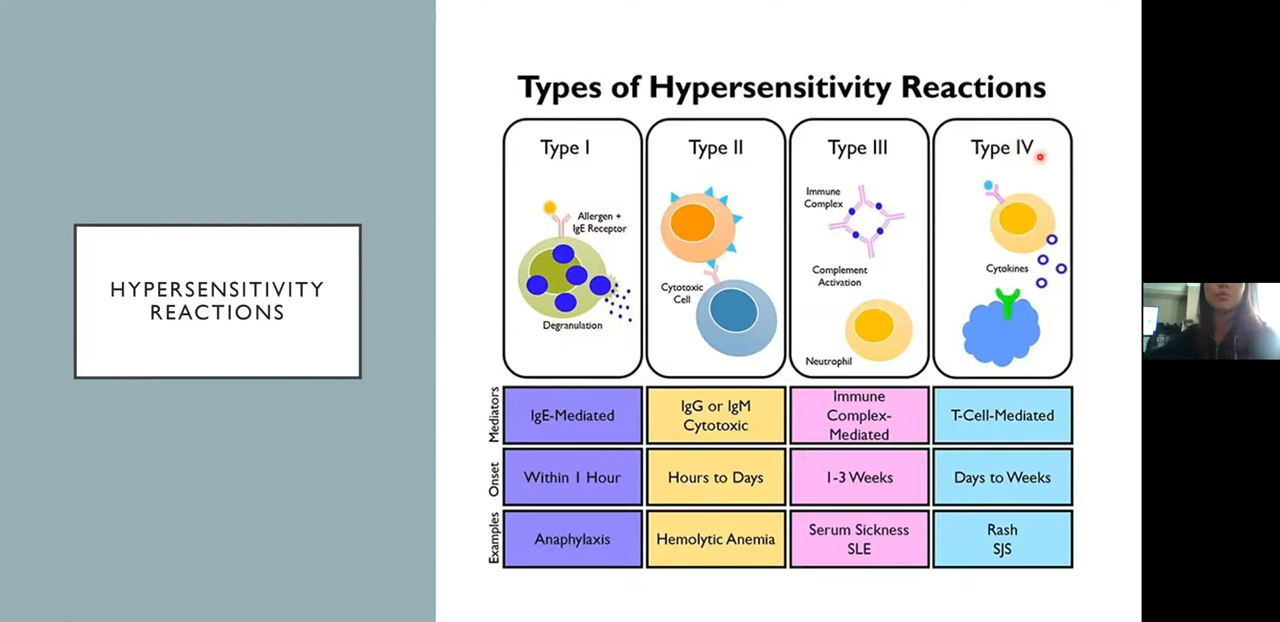 HYPERSENSITIVITY
REACTIONS
Types of Hypersensitivity Reactions
Type I
Allergen +
IgE Receptor
Degranulation
Type II
Cytotoxic
Cell
Type III
Immune
Complex
Complement
Activation
Neutrophil
Type IV
Cytokines
Mediators
IgE-Mediated
IgG or IgM
Cytotoxic
Immune
Complex-
Mediated
T-Cell-Mediated
Onset
Within 1 Hour
Hours to Days
1-3 Weeks
Days to Weeks
Examples
Anaphylaxis
Hemolytic Anemia
Serum Sickness
SLE
Rash
SJS